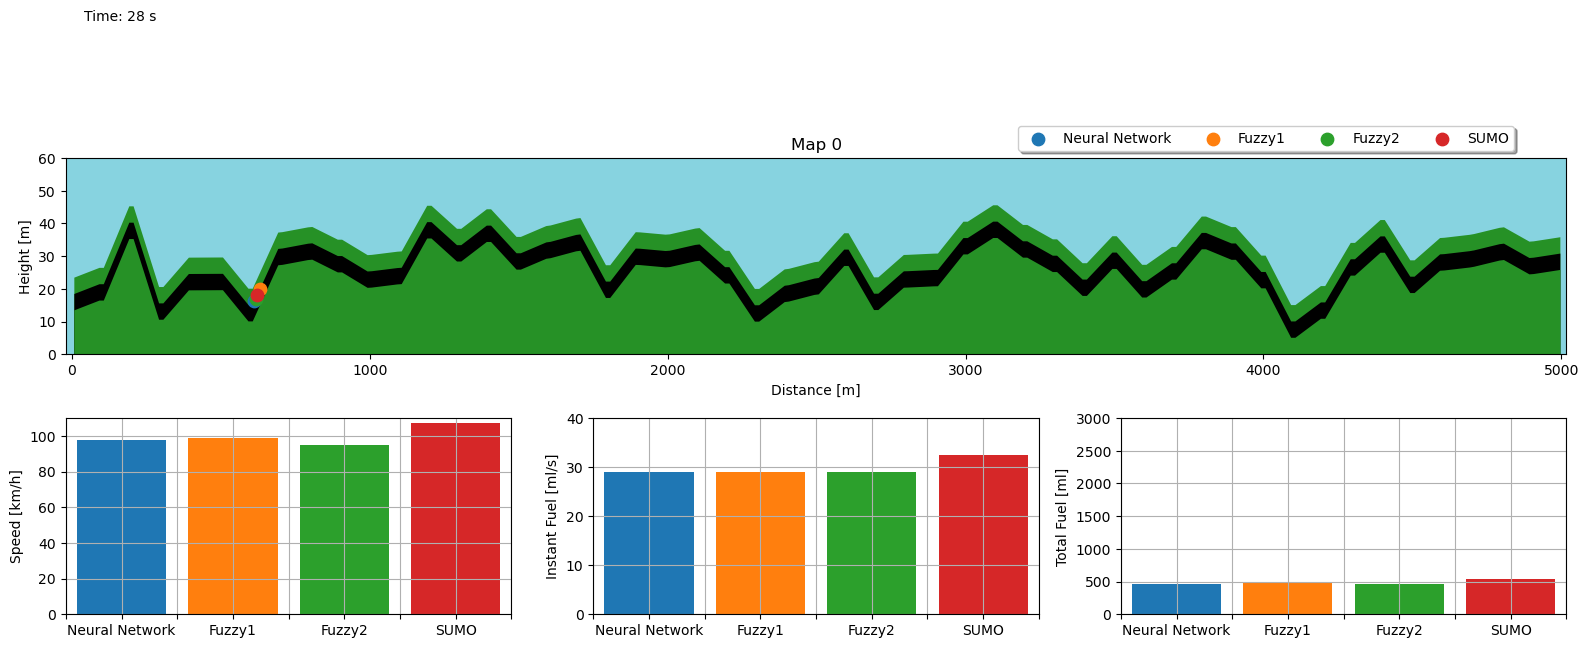 Time: 28 s
Neural Network Fuzzy1 Fuzzy2 SUMO
Map 0
Height [m]
60
50
40
30
20
10
0
0 1000 2000 3000 4000 5000
Distance [m]
Speed [km/h]
100
80
60
40
20
0
Neural Network Fuzzy1 Fuzzy2 SUMO
Instant Fuel [ml/s]
40
30
20
10
0
Neural Network Fuzzy1 Fuzzy2 SUMO
Total Fuel [ml]
3000
2500
2000
1500
1000
500
0
Neural Network Fuzzy1 Fuzzy2 SUMO